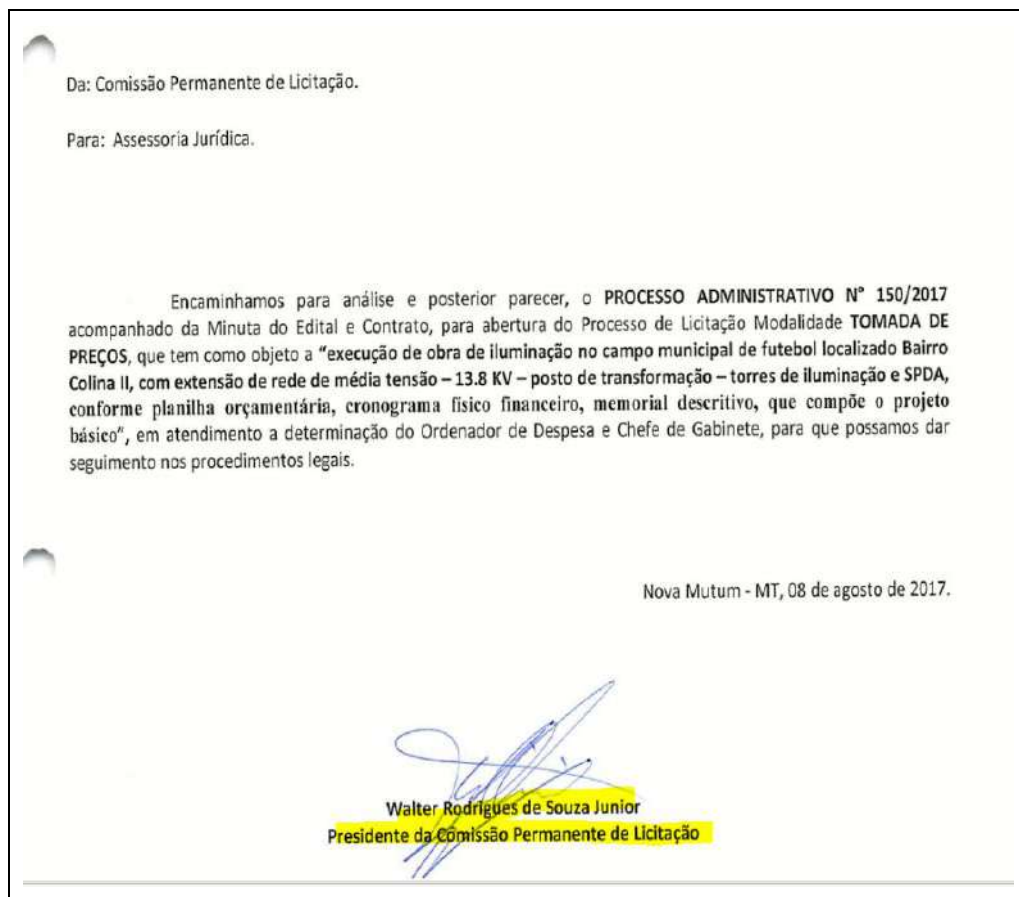 Da: Comissão Permanente de Licitação.
Para: Assessoria Jurídica.
Encaminhamos para análise e posterior parecer, o PROCESSO ADMINISTRATIVO N° 150/2017
acompanhado da Minuta do Edital e Contrato, para abertura do Processo de Licitação Modalidade TOMADA DE
PREÇOS, que tem como objeto a "execução de obra de iluminação no campo municipal de futebol localizado Bairro
Colina II, com extensão de rede de média tensão – 13.8 KV – posto de transformação – torres de iluminação e SPDA,
conforme planilha orçamentária, cronograma físico financeiro, memorial descritivo, que compõe o projeto
básico", em atendimento a determinação do Ordenador de Despesa e Chefe de Gabinete, para que possamos dar
seguimento nos procedimentos legais.
Nova Mutum - MT, 08 de agosto de 2017.
Walter Rodrigues de Souza Junior
Presidente da Comissão Permanente de Licitação